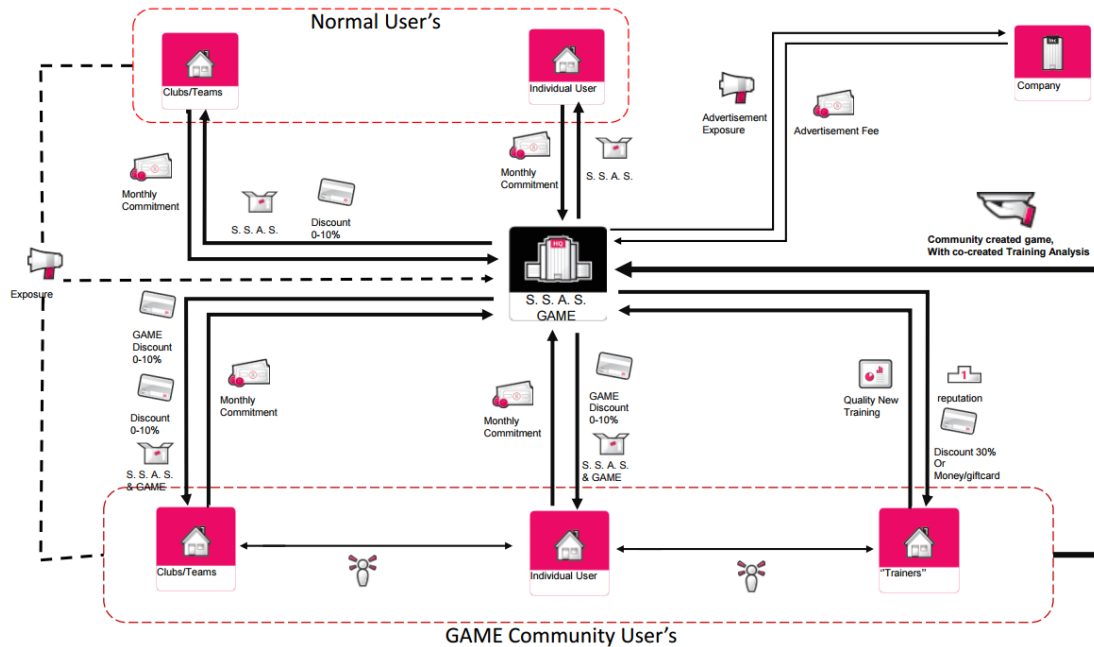 Normal User's
Clubs/Teams
Individual User
Company
Monthly
Commitment
S. S. A. S.
Discount
0-10%
Monthly
Commitment
S. S. A. S.
Advertisement
Exposure
Advertisement Fee
Community created game,
With co-created Training Analysis
HQ
S. S. A. S.
GAME
Exposure
GAME
Discount
0-10%
Discount
0-10%
S. S. A. S.
& GAME
Monthly
Commitment
Monthly
Commitment
GAME
Discount
0-10%
S. S. A. S.
& GAME
Quality New
Training
1
reputation
Discount 30%
Or
Money/giftcard
Clubs/Teams
Individual User
"Trainers"
GAME Community User's